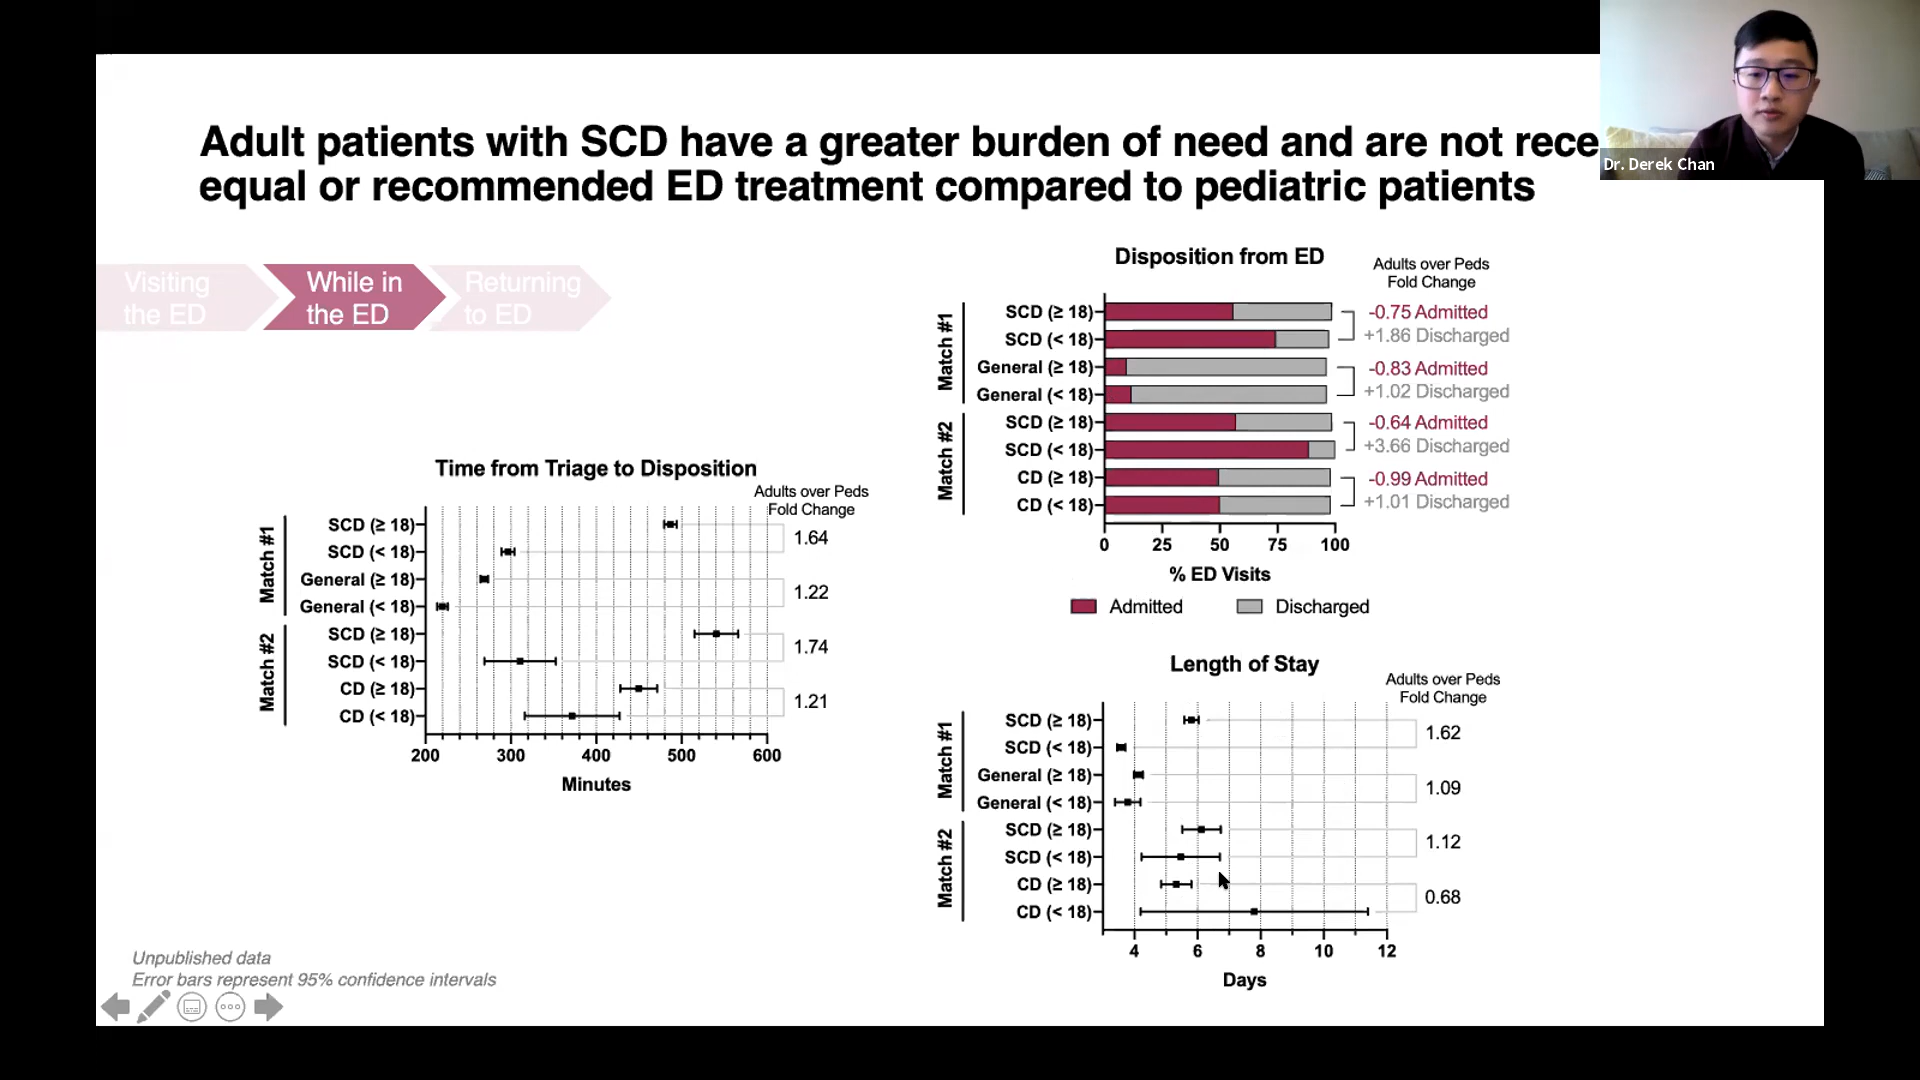 Adult patients with SCD have a greater burden of need and are not rece
equal or recommended ED treatment compared to pediatric patients
Dr. Derek Chan
Visiting
the ED
While in
the ED
Returning
to ED
Time from Triage to Disposition
Adults over Peds
Fold Change
Match #1
SCD (≥ 18)
SCD (< 18)
1.64
General (≥ 18)
General (< 18)
1.22
Match #2
SCD (≥ 18)
SCD (< 18)
1.74
CD (≥ 18)
CD (< 18)
1.21
200 300 400 500 600
Minutes
Disposition from ED
Adults over Peds
Fold Change
Match #1
SCD (≥ 18)
SCD (< 18)
-0.75 Admitted
+1.86 Discharged
General (≥ 18)
General (< 18)
-0.83 Admitted
+1.02 Discharged
Match #2
SCD (≥ 18)
SCD (< 18)
-0.64 Admitted
+3.66 Discharged
CD (≥ 18)
CD (< 18)
-0.99 Admitted
+1.01 Discharged
0 25 50 75 100
% ED Visits
Admitted Discharged
Length of Stay
Adults over Peds
Fold Change
Match #1
SCD (≥ 18)
SCD (< 18)
1.62
General (≥ 18)
General (< 18)
1.09
Match #2
SCD (≥ 18)
SCD (< 18)
1.12
CD (≥ 18)
CD (< 18)
0.68
4 6 8 10 12
Days
Unpublished data
Error bars represent 95% confidence intervals